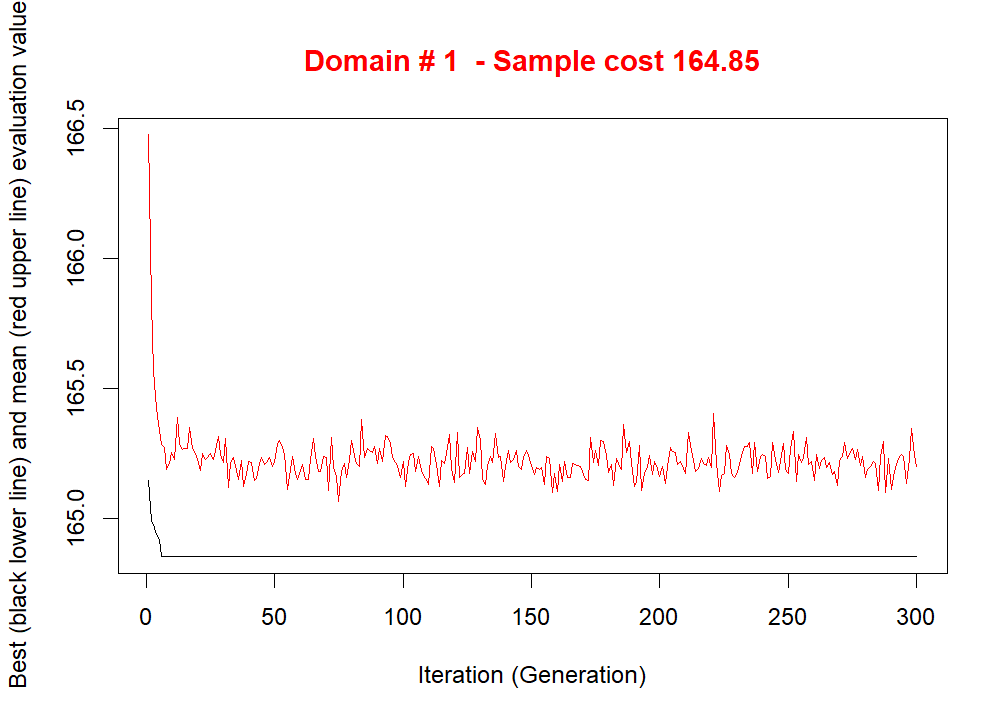 Domain # 1  - Sample cost 164.85
Best (black lower line) and mean (red upper line) evaluation value
166.5
166.0
165.5
165.0
0 50 100 150 200 250 300
Iteration (Generation)